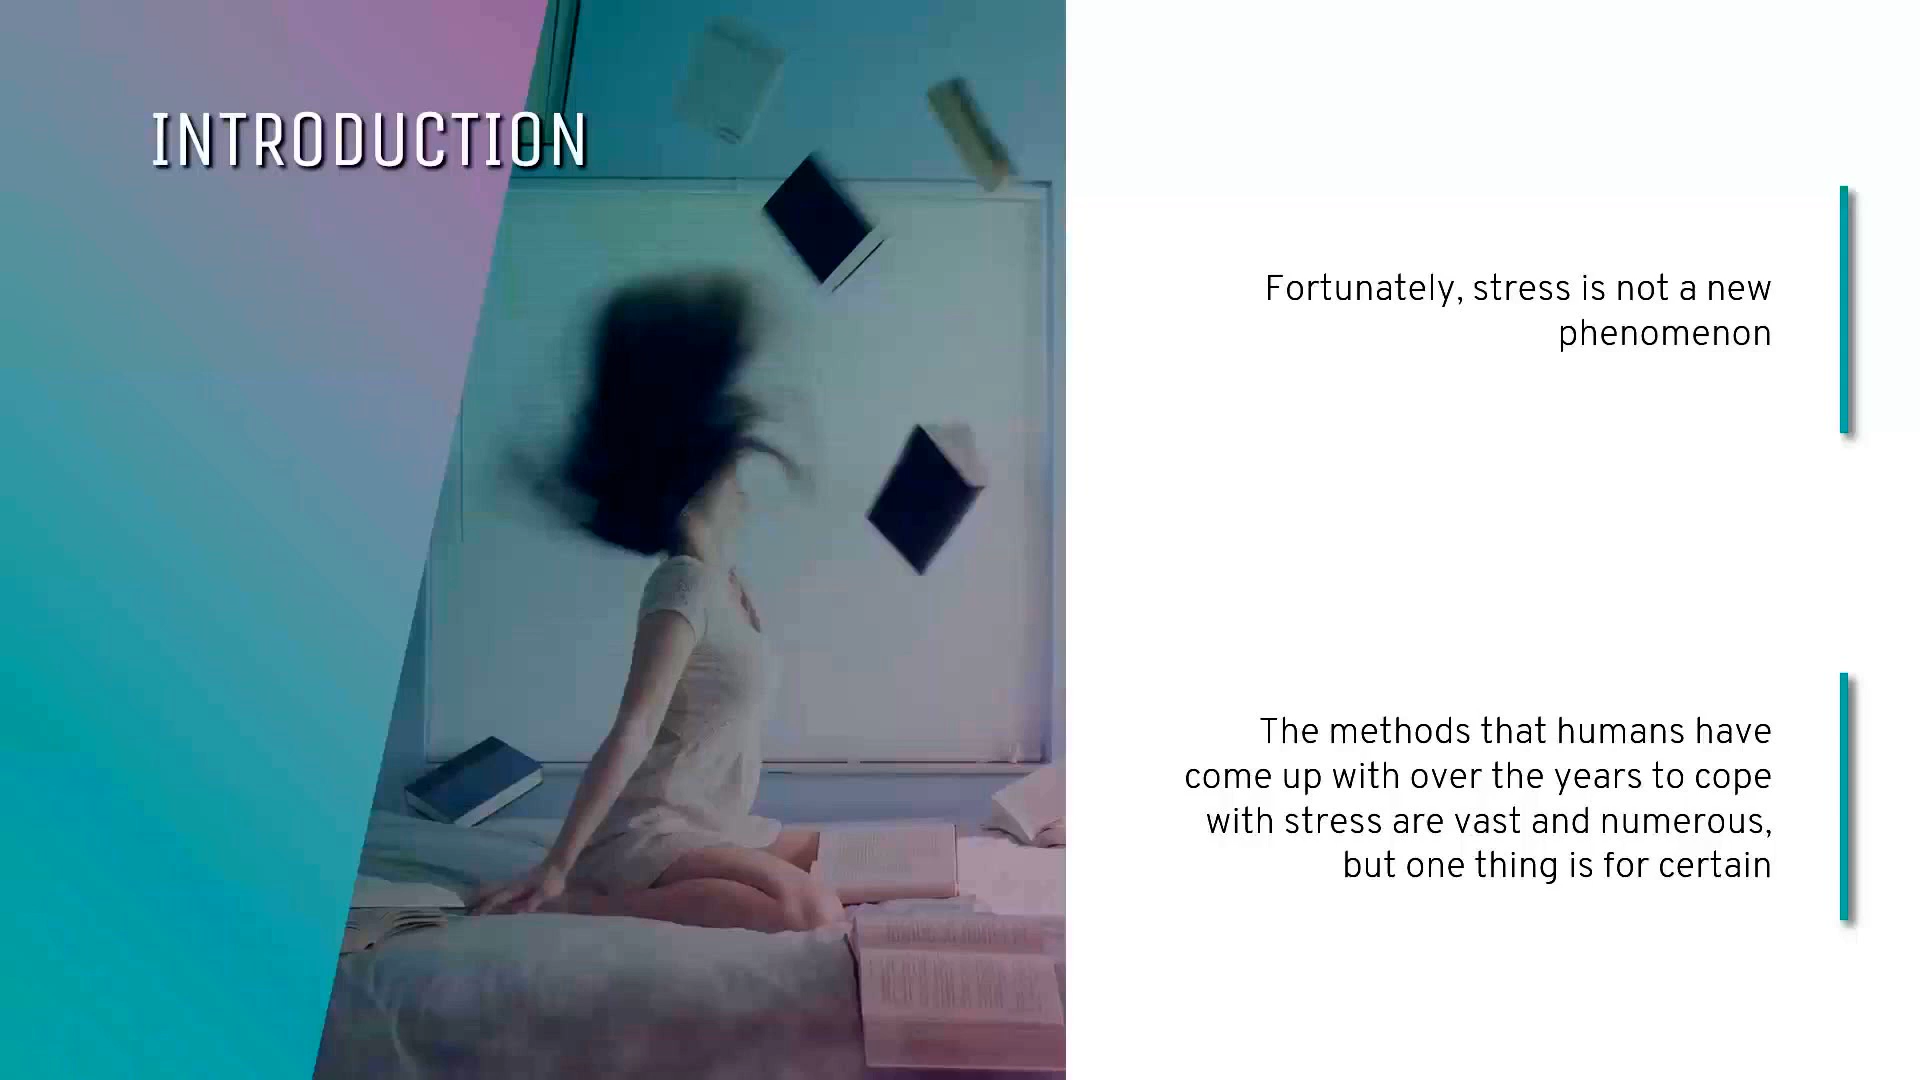 INTRODUCTION
Fortunately, stress is not a new
phenomenon
The methods that humans have
come up with over the years to cope
with stress are vast and numerous,
but one thing is for certain